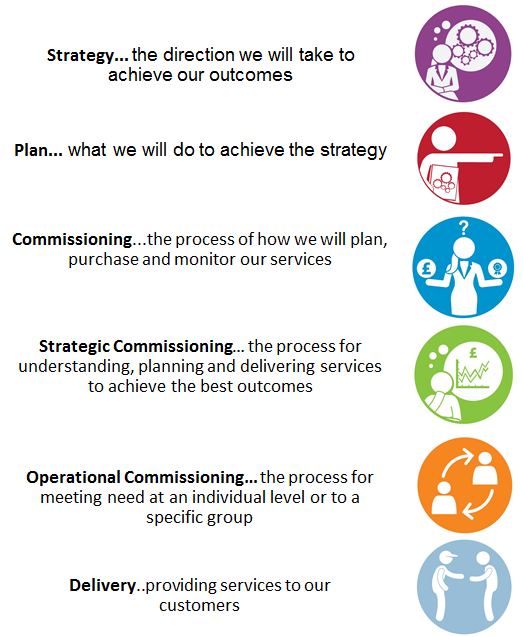 Strategy... the direction we will take to
achieve our outcomes
Plan... what we will do to achieve the strategy
Commissioning...the process of how we will plan,
purchase and monitor our services
?
£
Strategic Commissioning... the process for
understanding, planning and delivering services
to achieve the best outcomes
£
Operational Commissioning... the process for
meeting need at an individual level or to a
specific group
Delivery..providing services to our
customers